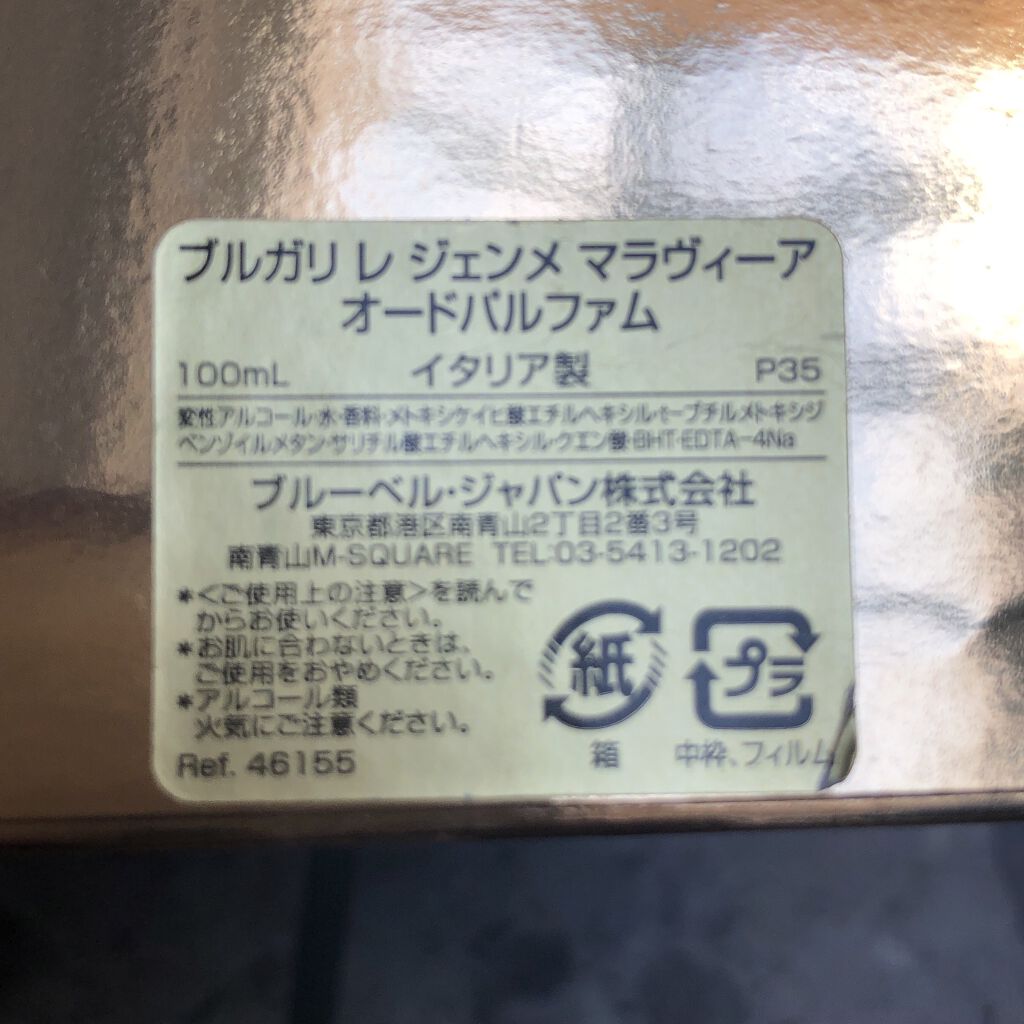 ブルガリ レ ジェンメ マラヴィーア
オードパルファム
100mL イタリア製 P35
変性アルコール・水・香料・メトキシケイヒ酸エチルヘキシル・t-ブチルメトキシジ
ベンゾイルメタン・サリチル酸エチルヘキシル・クエン酸・BHT・EDTA-4Na
ブルーベル・ジャパン株式会社
東京都港区南青山2丁目2番3号
南青山M-SQUARE TEL:03-5413-1202
*<ご使用上の注意>を読んで
からお使いください。
*お肌に合わないときは、
ご使用をおやめください。
*アルコール類
火気にご注意ください。
Ref. 46155
紙
箱
プラ
中枠、フィルム